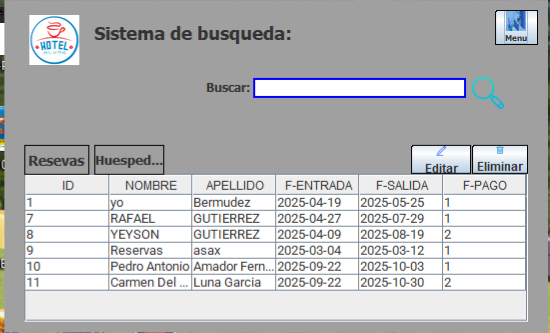 HOTEL
ALURA
Sistema de busqueda:
Menu
Buscar:
Resevas
Huesped...
Editar
Eliminar
ID NOMBRE APELLIDO F-ENTRADA F-SALIDA F-PAGO
1 yo Bermudez 2025-04-19 2025-05-25 1
7 RAFAEL GUTIERREZ 2025-04-27 2025-07-29 1
8 YEYSON GUTIERREZ 2025-04-09 2025-08-19 2
9 Reservas asax 2025-03-04 2025-03-12 1
10 Pedro Antonio Amador Fern... 2025-09-22 2025-10-03 1
11 Carmen Del ... Luna Garcia 2025-09-22 2025-10-30 2